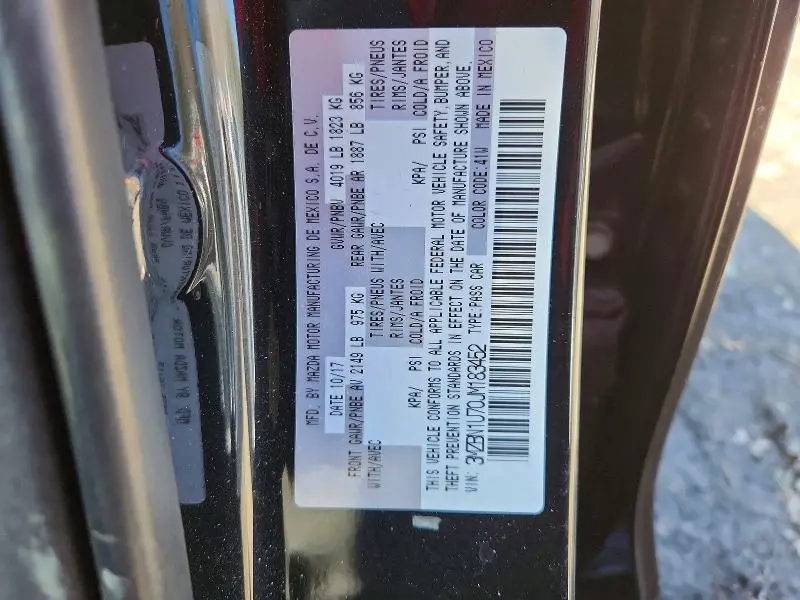 MFD. BY MAZDA MOTOR MANUFACTURING DE MEXICO S.A. DE C.V.
DATE 10/17 GVWR/PNBV 4019 LB 1823 KG
FRONT GAWR/PNBE AV 2149 LB 975 KG REAR GAWR/PNBE AR 1887 LB 856 KG
WITH/AVEC TIRES/PNEUS WITH/AVEC TIRES/PNEUS
RIMS/JANTES RIMS/JANTES
KPA/ PSI COLD/A FROID KPA/ PSI COLD/A FROID
THIS VEHICLE CONFORMS TO ALL APPLICABLE FEDERAL MOTOR VEHICLE SAFETY, BUMPER, AND
THEFT PREVENTION STANDARDS IN EFFECT ON THE DATE OF MANUFACTURE SHOWN ABOVE.
VIN: 3MZBN1U70JM183452 TYPE:PASS CAR COLOR CODE:41W MADE IN MEXICO